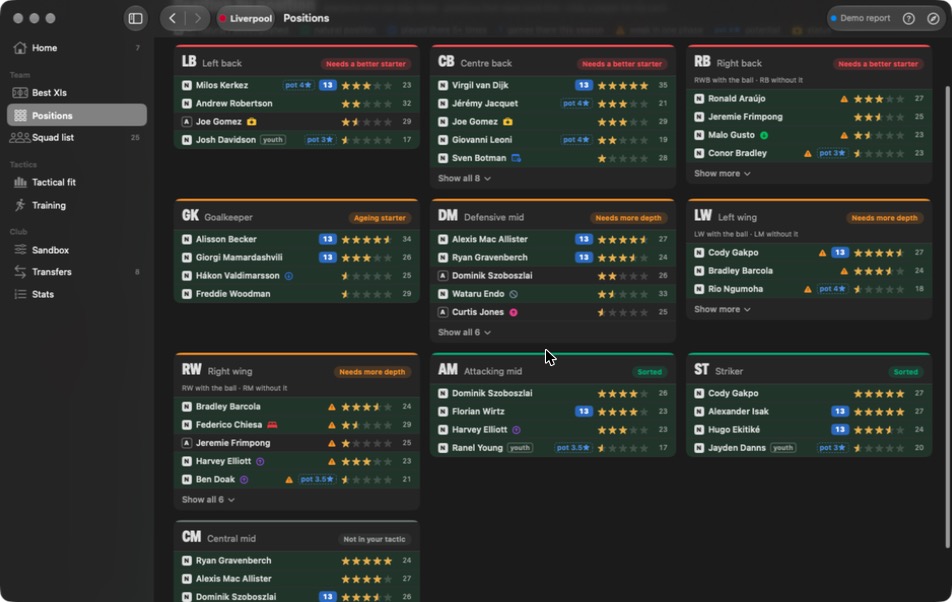 Liverpool
Positions
Demo report
Home 7
Team
Best XIs
Positions
Squad list 25
Tactics
Tactical fit
Training
Club
Sandbox
Transfers 6
Stats
LB Left back Needs a better starter
N Milos Kerkez pot 4★ 13 23
N Andrew Robertson 32
A Joe Gomez 29
N Josh Davidson youth pot 3★ 17
CB Centre back Needs a better starter
N Virgil van Dijk 13 35
N Jérémy Jacquet pot 4★ 21
N Joe Gomez 29
N Giovanni Leoni pot 4★ 19
N Sven Botman 28
Show all 8
RB Right back Needs a better starter
RWB with the ball · RB without it
N Ronald Araújo 27
N Jeremie Frimpong 25
N Malo Gusto 23
N Conor Bradley pot 3★ 23
Show more
GK Goalkeeper Ageing starter
N Alisson Becker 13 34
N Giorgi Mamardashvili 13 26
N Hákon Valdimarsson 25
N Freddie Woodman 29
DM Defensive mid Needs more depth
N Alexis Mac Allister 13 27
N Ryan Gravenberch 13 24
A Dominik Szoboszlai 26
N Wataru Endo 33
A Curtis Jones 25
Show all 6
LW Left wing Needs more depth
LW with the ball · LM without it
N Cody Gakpo 13 27
N Bradley Barcola 24
N Rio Ngumoha pot 4★ 18
Show more
RW Right wing Needs more depth
RW with the ball · RM without it
N Bradley Barcola 24
N Federico Chiesa 29
A Jeremie Frimpong 25
N Harvey Elliott 23
N Ben Doak pot 3.5★ 21
Show all 6
AM Attacking mid Sorted
N Dominik Szoboszlai 26
N Florian Wirtz 13 23
N Harvey Elliott 23
N Ranel Young youth pot 3.5★ 17
ST Striker Sorted
N Cody Gakpo 27
N Alexander Isak 13 27
N Hugo Ekitiké 13 24
N Jayden Danns youth pot 3★ 20
CM Central mid Not in your tactic
N Ryan Gravenberch 24
N Alexis Mac Allister 27
N Dominik Szoboszlai 13 26